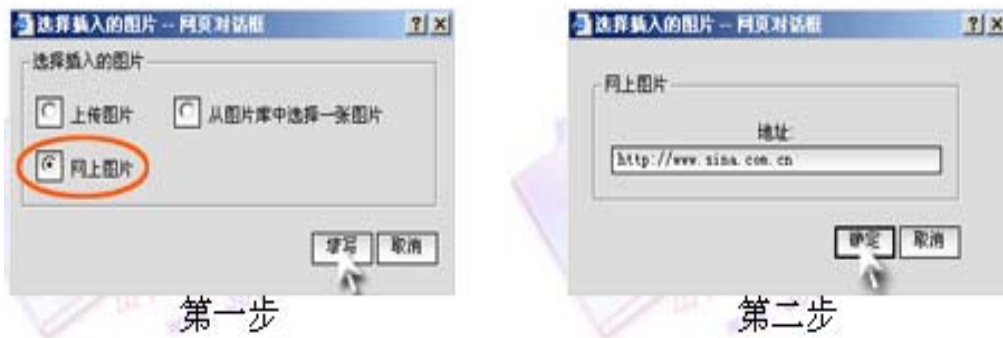 选择插入的图片 -- 网页对话框
选择插入的图片
上传图片
从图片库中选择一张图片
网上图片
填写
取消
第一步
选择插入的图片 -- 网页对话框
网上图片
地址:
http://www.sina.com.cn
确定
取消
第二步